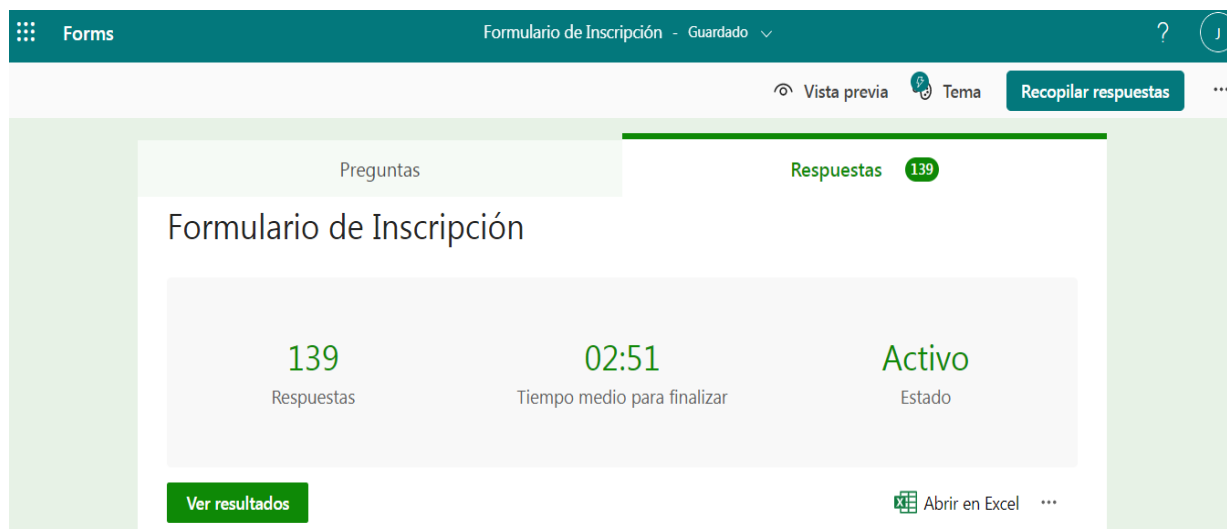 Forms
Formulario de Inscripción - Guardado
?
J
Vista previa
Tema
Recopilar respuestas
...
Preguntas
Respuestas 139
Formulario de Inscripción
139
Respuestas
02:51
Tiempo medio para finalizar
Activo
Estado
Ver resultados
Abrir en Excel
...